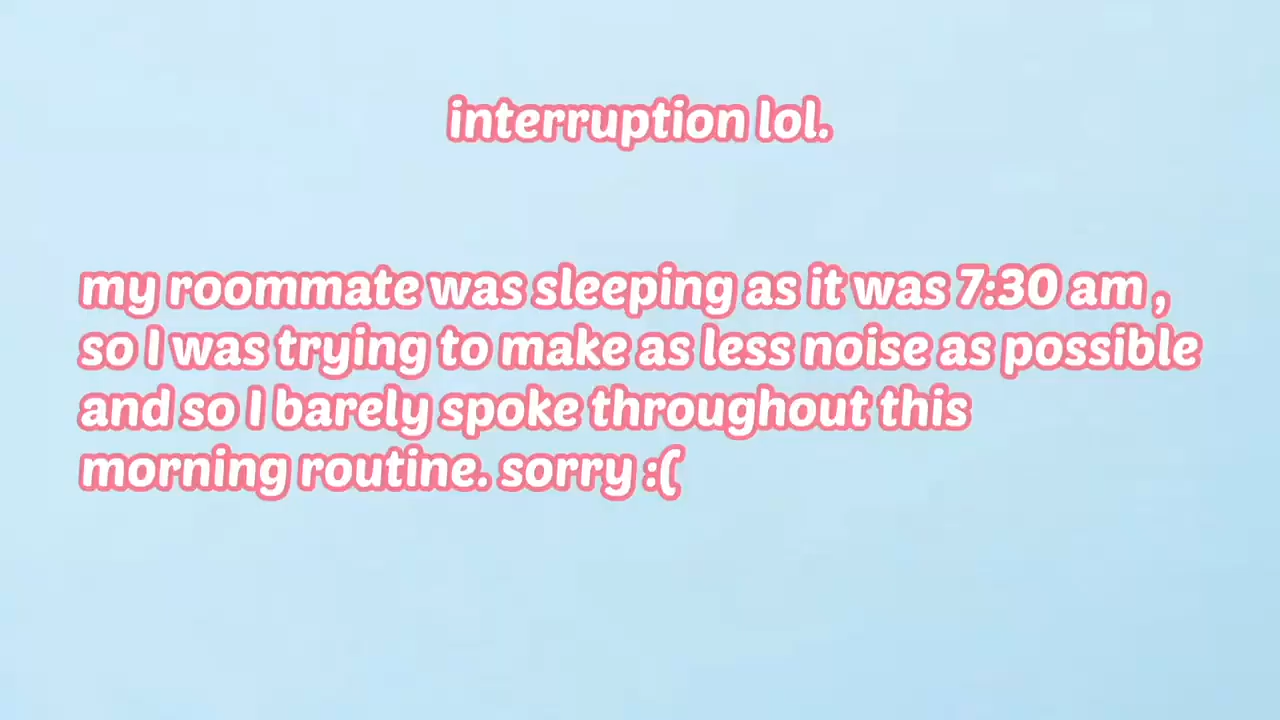 interruption lol.
my roommate was sleeping as it was 7:30 am ,
so I was trying to make as less noise as possible
and so I barely spoke throughout this
morning routine. sorry :(